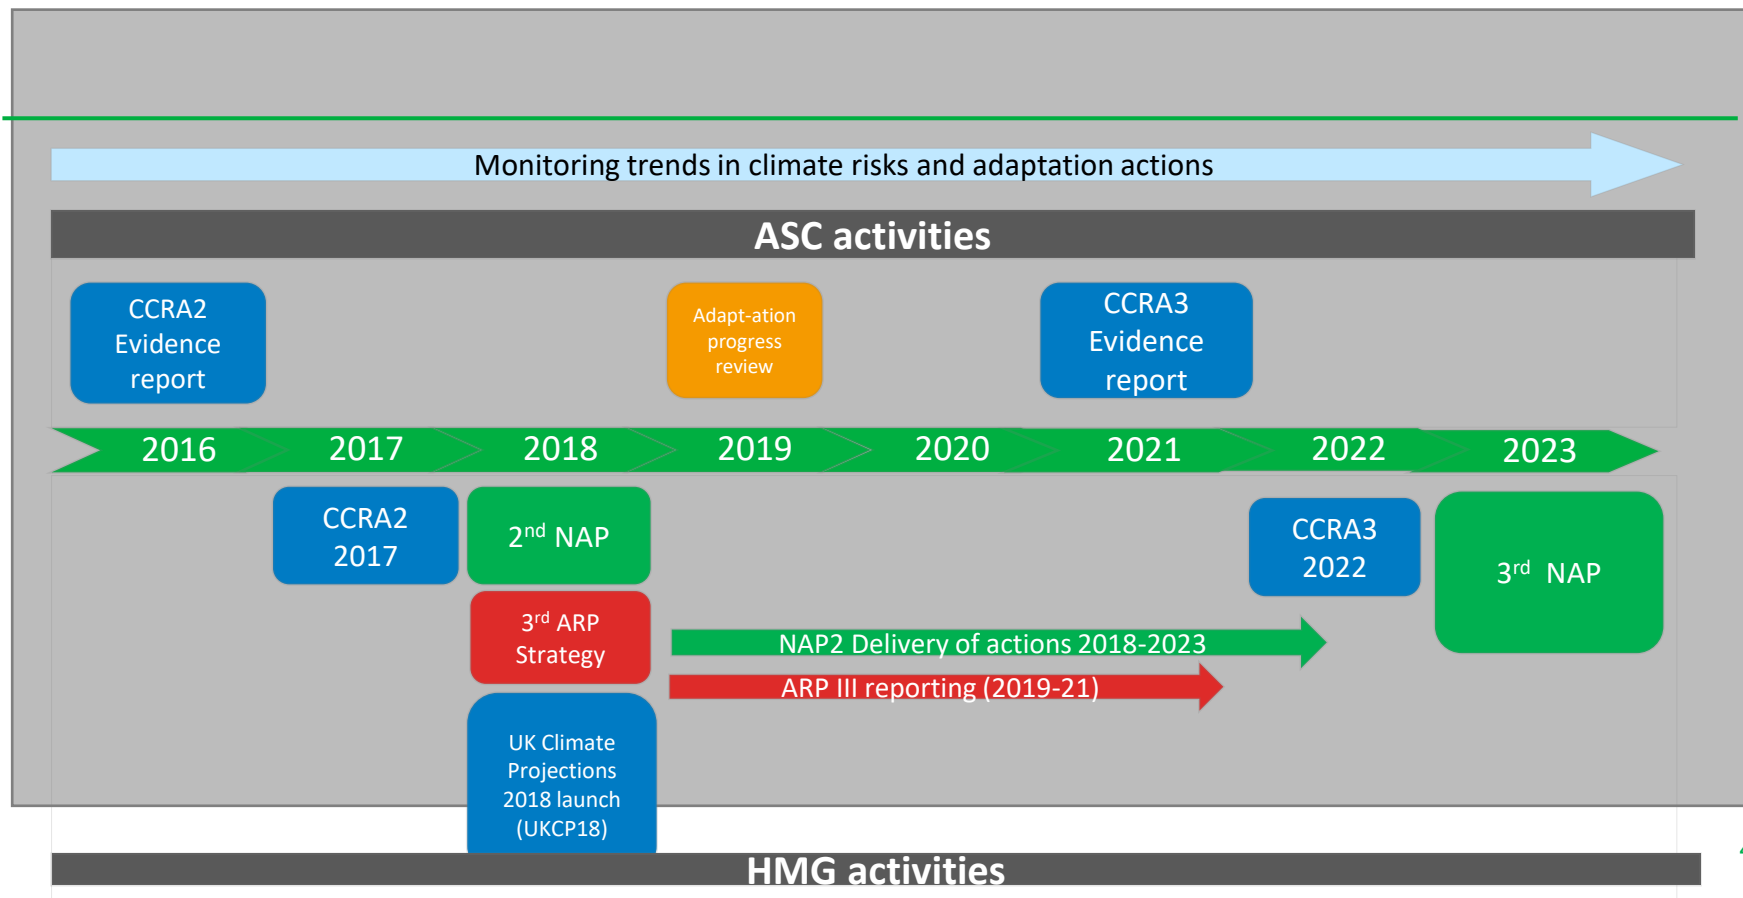 Monitoring trends in climate risks and adaptation actions
ASC activities
CCRA2
Evidence
report
Adapt-ation
progress
review
CCRA3
Evidence
report
2016 2017 2018 2019 2020 2021 2022 2023
CCRA2
2017
2nd NAP
3rd ARP
Strategy
UK Climate
Projections
2018 launch
(UKCP18)
NAP2 Delivery of actions 2018-2023
ARP III reporting (2019-21)
CCRA3
2022
3rd NAP
HMG activities